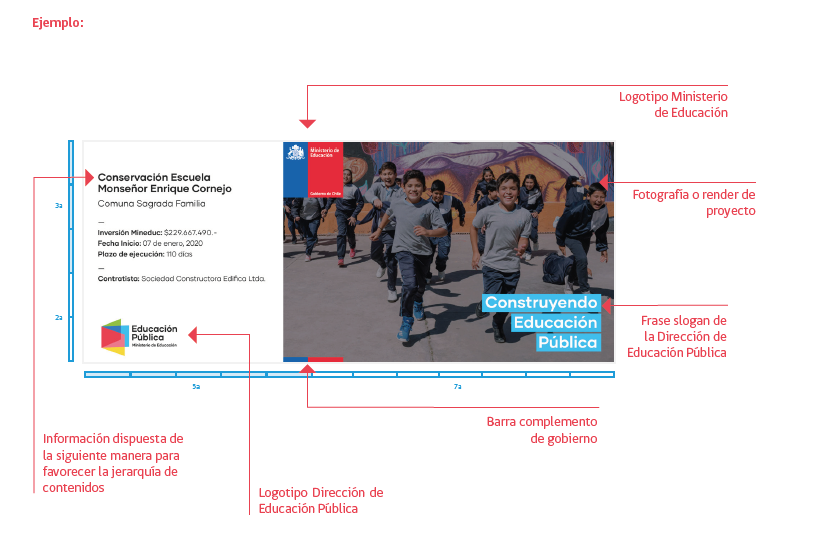 Ejemplo:
Logotipo Ministerio
de Educación
Ministerio de
Educación
Gobierno de Chile
Conservación Escuela
Monseñor Enrique Cornejo
Comuna Sagrada Familia
—
Inversión Mineduc: $229.667.490.-
Fecha Inicio: 07 de enero, 2020
Plazo de ejecución: 110 días
—
Contratista: Sociedad Constructora Edifica Ltda.
Fotografía o render de
proyecto
3a
2a
Construyendo
Educación
Pública
Educación
Pública
Ministerio de Educación
Frase slogan de
la Dirección de
Educación Pública
5a
7a
Barra complemento
de gobierno
Información dispuesta de
la siguiente manera para
favorecer la jerarquía de
contenidos
Logotipo Dirección de
Educación Pública